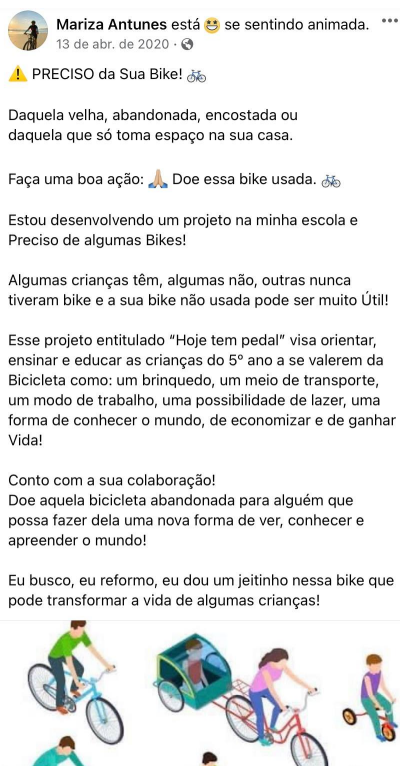 Mariza Antunes está 😀 se sentindo animada.
13 de abr. de 2020 ·
⚠️ PRECISO da Sua Bike! 🚲
Daquela velha, abandonada, encostada ou
daquela que só toma espaço na sua casa.
Faça uma boa ação: 🙏🏼 Doe essa bike usada. 🚲
Estou desenvolvendo um projeto na minha escola e
Preciso de algumas Bikes!
Algumas crianças têm, algumas não, outras nunca
tiveram bike e a sua bike não usada pode ser muito Útil!
Esse projeto entitulado “Hoje tem pedal” visa orientar,
ensinar e educar as crianças do 5° ano a se valerem da
Bicicleta como: um brinquedo, um meio de transporte,
um modo de trabalho, uma possibilidade de lazer, uma
forma de conhecer o mundo, de economizar e de ganhar
Vida!
Conto com a sua colaboração!
Doe aquela bicicleta abandonada para alguém que
possa fazer dela uma nova forma de ver, conhecer e
apreender o mundo!
Eu busco, eu reformo, eu dou um jeitinho nessa bike que
pode transformar a vida de algumas crianças!